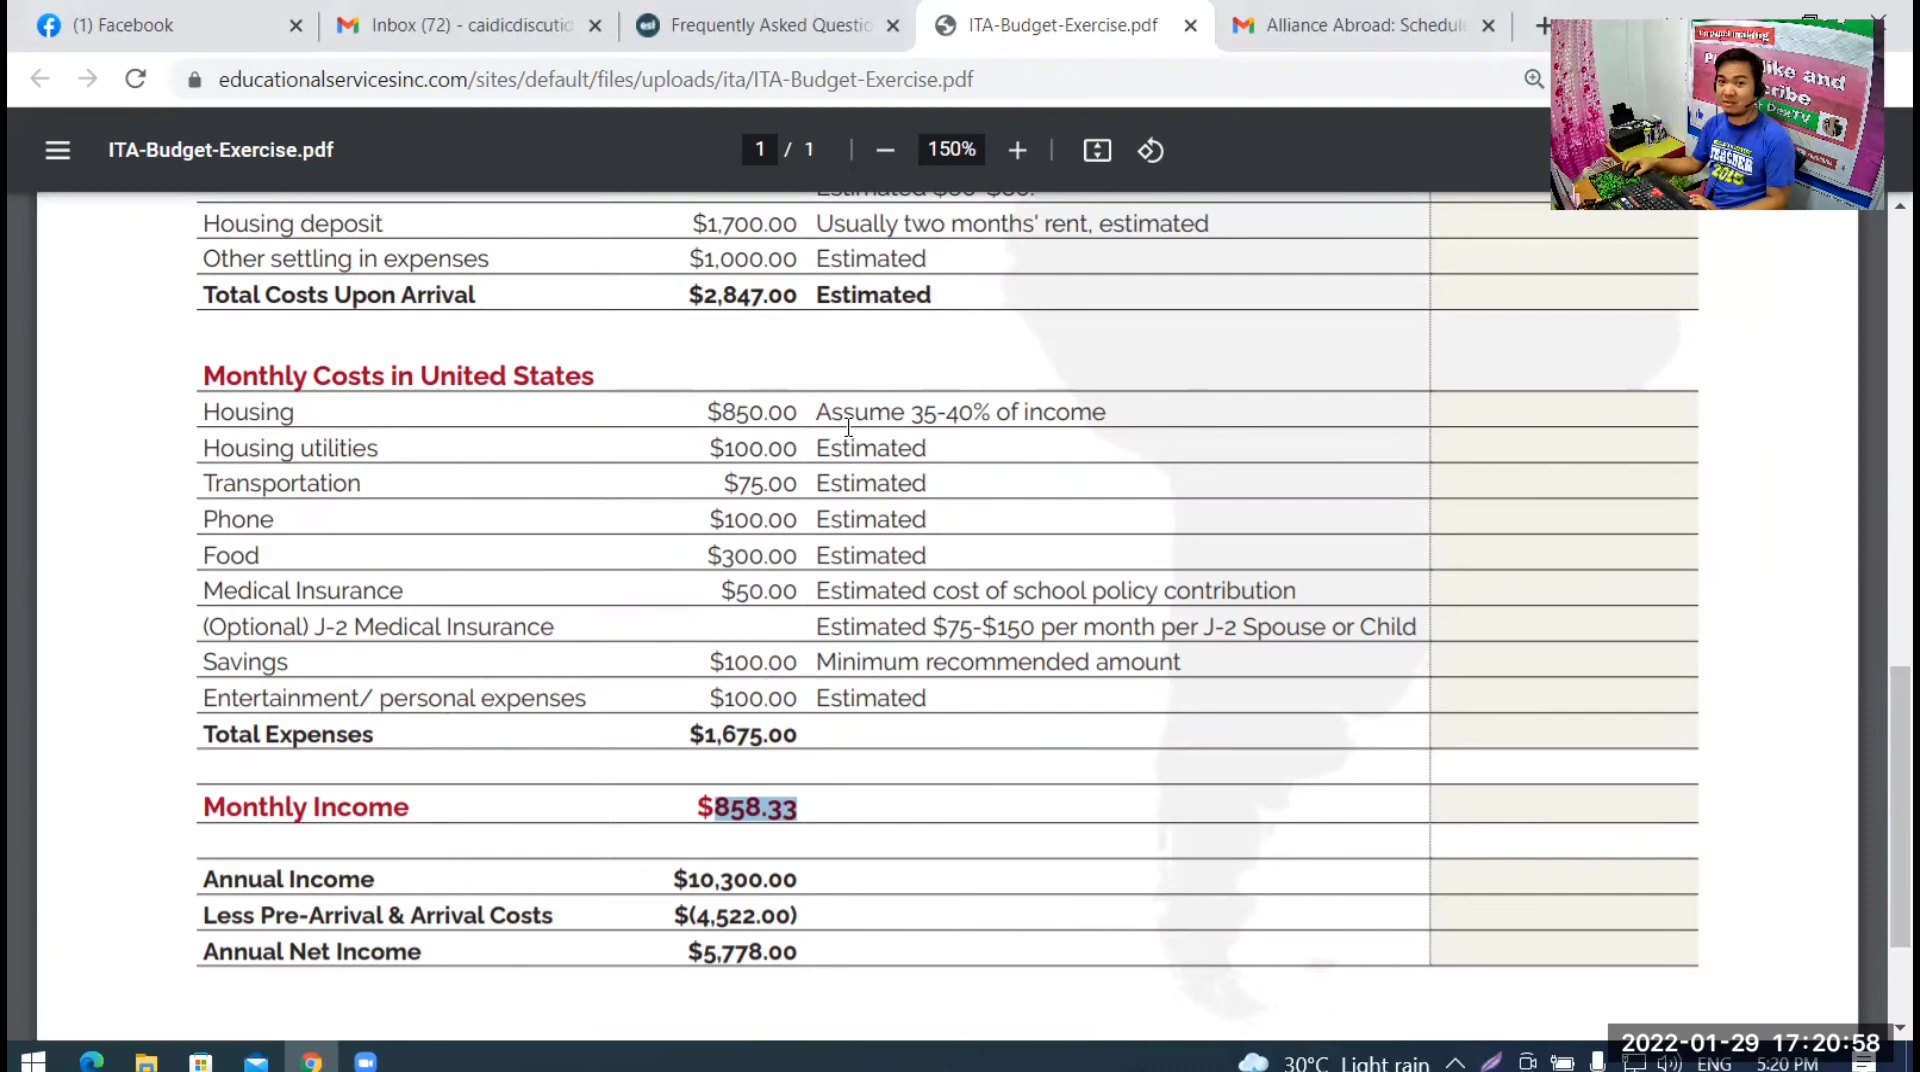 (1) Facebook
Inbox (72) - caidicdiscutid
Frequently Asked Questio
ITA-Budget-Exercise.pdf
Alliance Abroad: Schedul
educationalservicesinc.com/sites/default/files/uploads/ita/ITA-Budget-Exercise.pdf
ITA-Budget-Exercise.pdf
1 / 1
150%
like and
cribe
TEACHER
Housing deposit $1,700.00 Usually two months' rent, estimated
Other settling in expenses $1,000.00 Estimated
Total Costs Upon Arrival $2,847.00 Estimated
Monthly Costs in United States
Housing $850.00 Assume 35-40% of income
Housing utilities $100.00 Estimated
Transportation $75.00 Estimated
Phone $100.00 Estimated
Food $300.00 Estimated
Medical Insurance $50.00 Estimated cost of school policy contribution
(Optional) J-2 Medical Insurance Estimated $75-$150 per month per J-2 Spouse or Child
Savings $100.00 Minimum recommended amount
Entertainment/ personal expenses $100.00 Estimated
Total Expenses $1,675.00
Monthly Income $858.33
Annual Income $10,300.00
Less Pre-Arrival & Arrival Costs $(4,522.00)
Annual Net Income $5,778.00
2022-01-29 17:20:58
30°C Light rain
ENG
5:20 PM